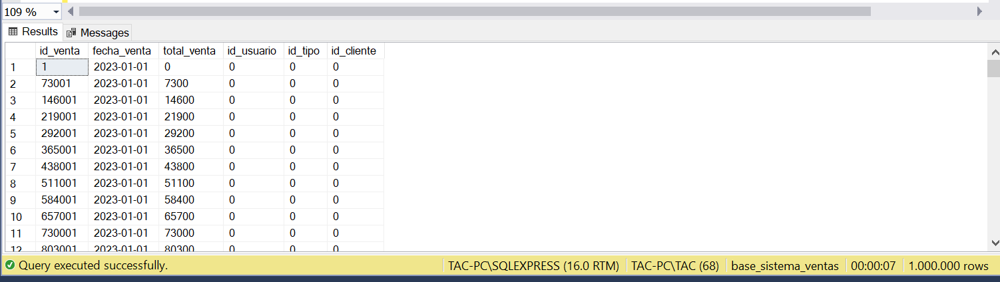 109 %
Results Messages
id_venta fecha_venta total_venta id_usuario id_tipo id_cliente
1 1 2023-01-01 0 0 0 0
2 73001 2023-01-01 7300 0 0 0
3 146001 2023-01-01 14600 0 0 0
4 219001 2023-01-01 21900 0 0 0
5 292001 2023-01-01 29200 0 0 0
6 365001 2023-01-01 36500 0 0 0
7 438001 2023-01-01 43800 0 0 0
8 511001 2023-01-01 51100 0 0 0
9 584001 2023-01-01 58400 0 0 0
10 657001 2023-01-01 65700 0 0 0
11 730001 2023-01-01 73000 0 0 0
12 803001 2023-01-01 80300 0 0 0
Query executed successfully. TAC-PC\SQLEXPRESS (16.0 RTM) TAC-PC\TAC (68) base_sistema_ventas 00:00:07 1.000.000 rows